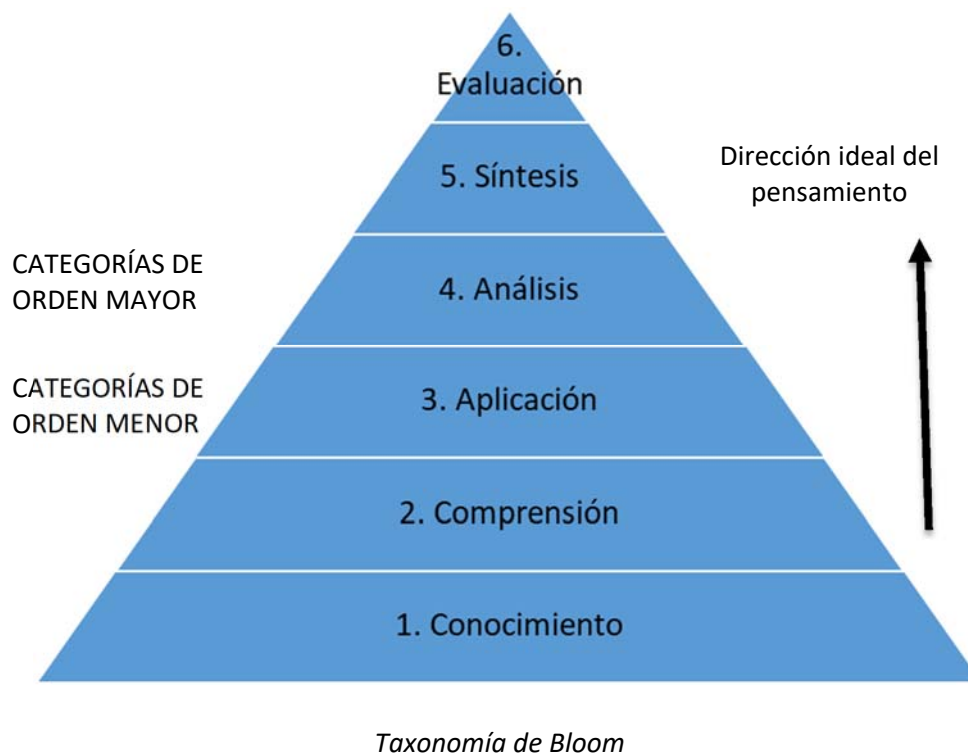 6.
Evaluación
5. Síntesis
Dirección ideal del
pensamiento
CATEGORÍAS DE
ORDEN MAYOR
4. Análisis
CATEGORÍAS DE
ORDEN MENOR
3. Aplicación
2. Comprensión
1. Conocimiento
Taxonomía de Bloom